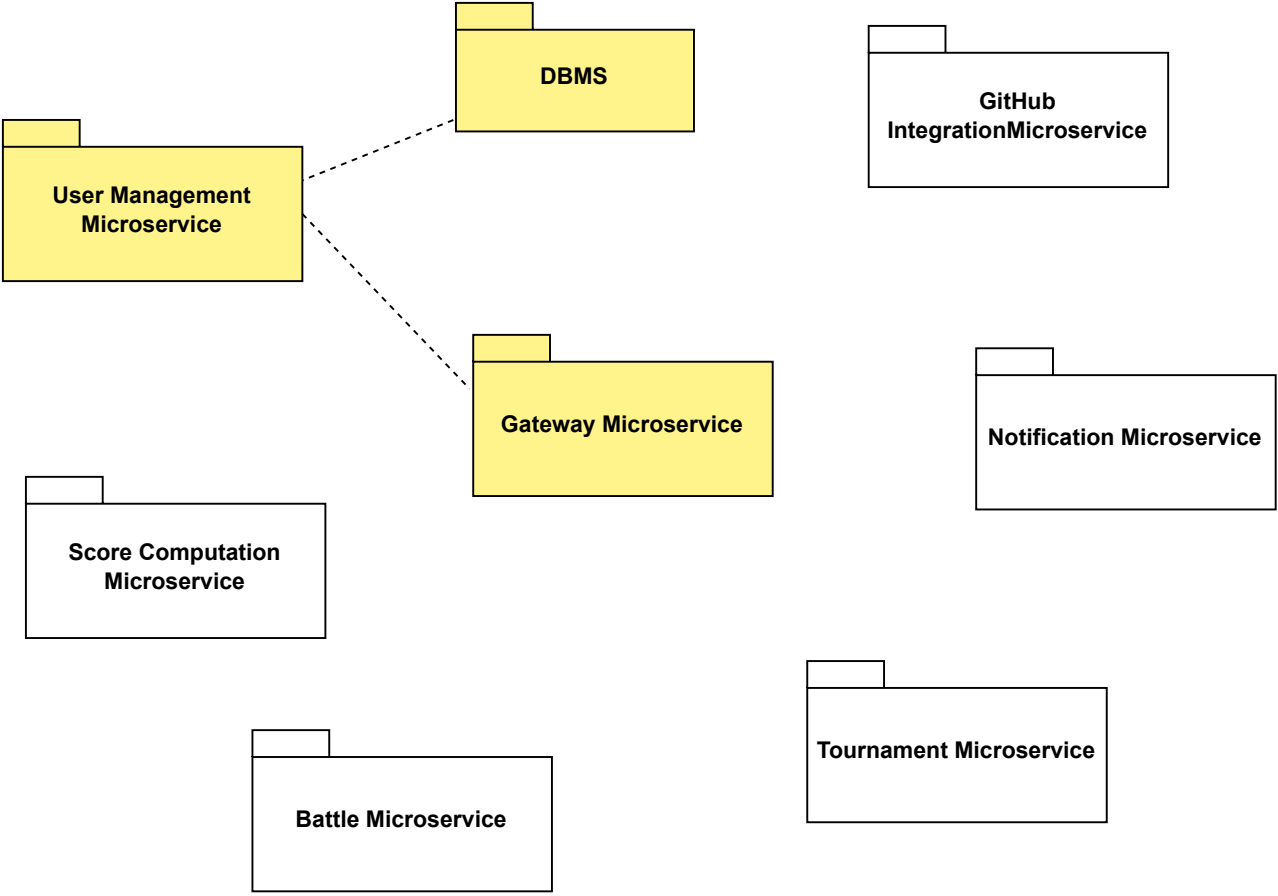 DBMS
GitHub
IntegrationMicroservice
User Management
Microservice
Gateway Microservice
Notification Microservice
Score Computation
Microservice
Tournament Microservice
Battle Microservice